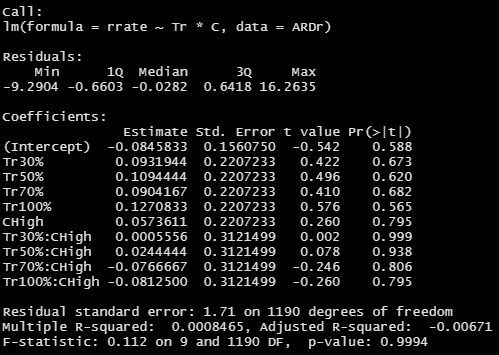 Call:
lm(formula = rrate ~ Tr * C, data = ARDr)
Residuals:
Min 1Q Median 3Q Max
-9.2904 -0.6603 -0.0282 0.6418 16.2635
Coefficients:
Estimate Std. Error t value Pr(>|t|)
(Intercept) -0.0845833 0.1560750 -0.542 0.588
Tr30% 0.0931944 0.2207233 0.422 0.673
Tr50% 0.1094444 0.2207233 0.496 0.620
Tr70% 0.0904167 0.2207233 0.410 0.682
Tr100% 0.1270833 0.2207233 0.576 0.565
CHigh 0.0573611 0.2207233 0.260 0.795
Tr30%:CHigh 0.0005556 0.3121499 0.002 0.999
Tr50%:CHigh 0.0244444 0.3121499 0.078 0.938
Tr70%:CHigh -0.0766667 0.3121499 -0.246 0.806
Tr100%:CHigh -0.0812500 0.3121499 -0.260 0.795
Residual standard error: 1.71 on 1190 degrees of freedom
Multiple R-squared: 0.0008465, Adjusted R-squared: -0.00671
F-statistic: 0.112 on 9 and 1190 DF, p-value: 0.9994